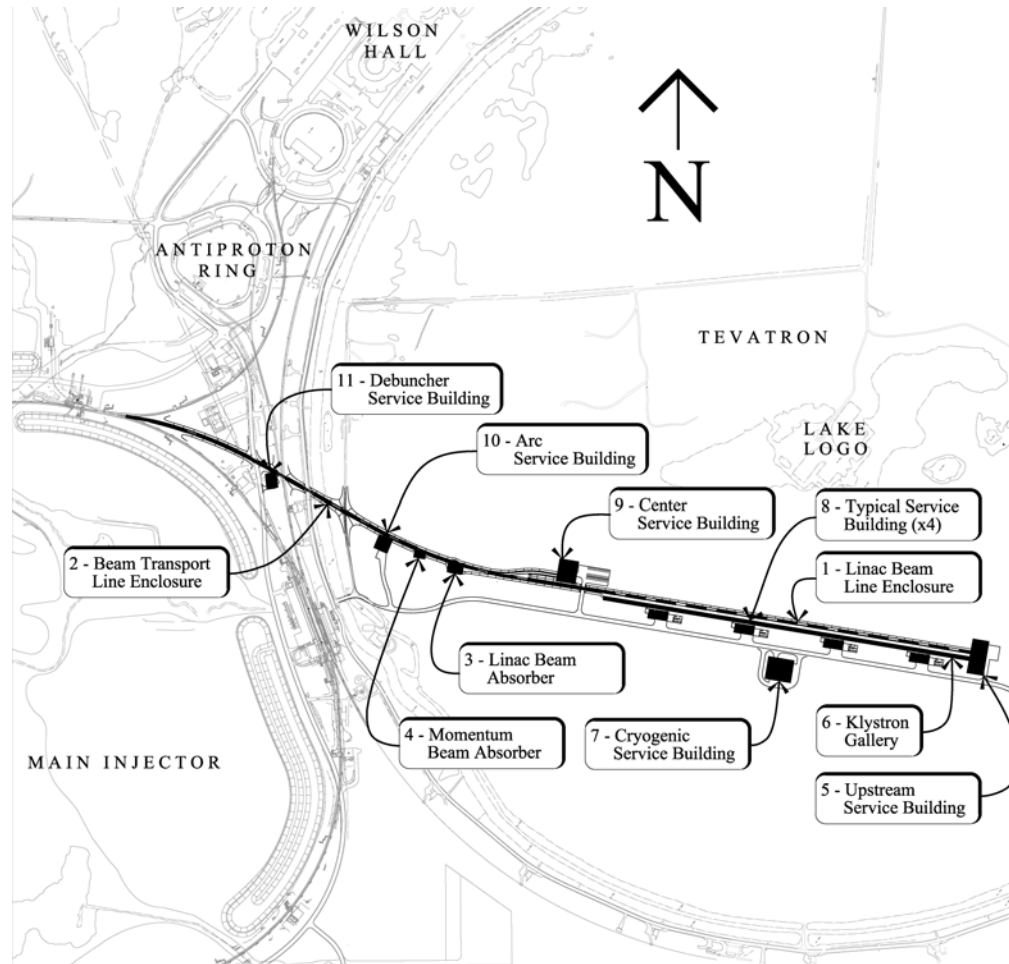 WILSON
HALL
N
ANTIPROTON
RING
TEVATRON
11 - Debuncher
Service Building
LAKE
LOGO
10 - Arc
Service Building
9 - Center
Service Building
8 - Typical Service
Building (x4)
2 - Beam Transport
Line Enclosure
1 - Linac Beam
Line Enclosure
3 - Linac Beam
Absorber
4 - Momentum
Beam Absorber
7 - Cryogenic
Service Building
6 - Klystron
Gallery
MAIN INJECTOR
5 - Upstream
Service Building